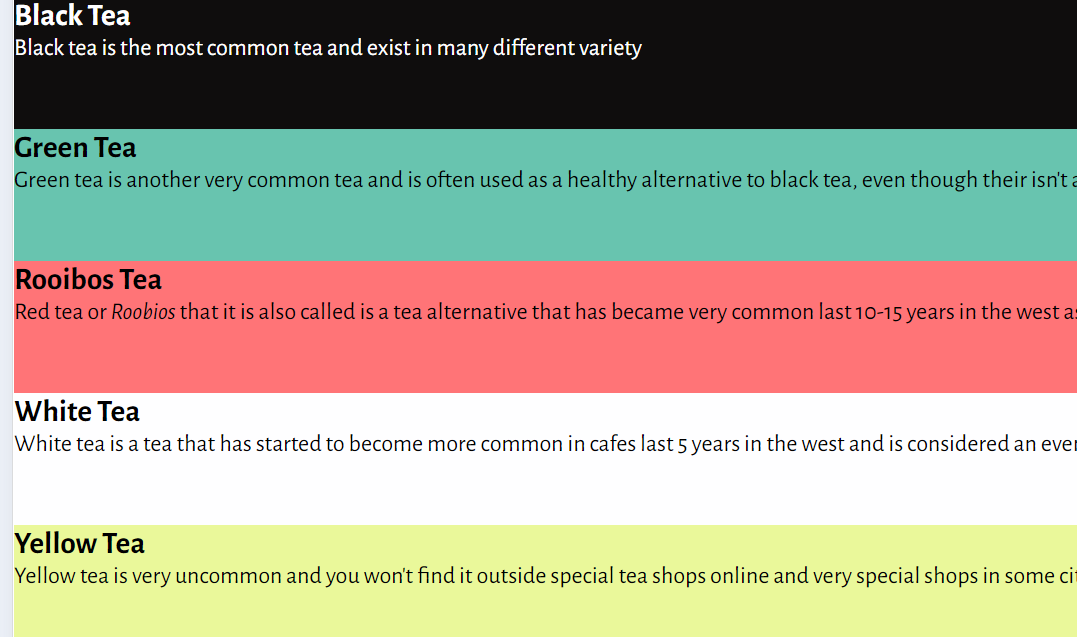 Black Tea
Black tea is the most common tea and exist in many different variety
Green Tea
Green tea is another very common tea and is often used as a healthy alternative to black tea, even though their isn't
Rooibos Tea
Red tea or Roobios that it is also called is a tea alternative that has became very common last 10-15 years in the west
White Tea
White tea is a tea that has started to become more common in cafes last 5 years in the west and is considered an
Yellow Tea
Yellow tea is very uncommon and you won't find it outside special tea shops online and very special shops in some